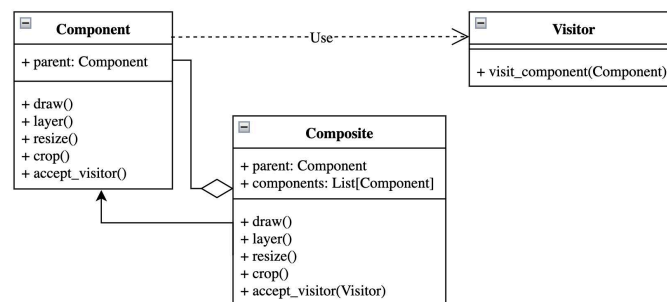 Component
+ parent: Component
+ draw()
+ layer()
+ resize()
+ crop()
+ accept_visitor()
Use
Visitor
+ visit_component(Component)
Composite
+ parent: Component
+ components: List[Component]
+ draw()
+ layer()
+ resize()
+ crop()
+ accept_visitor(Visitor)